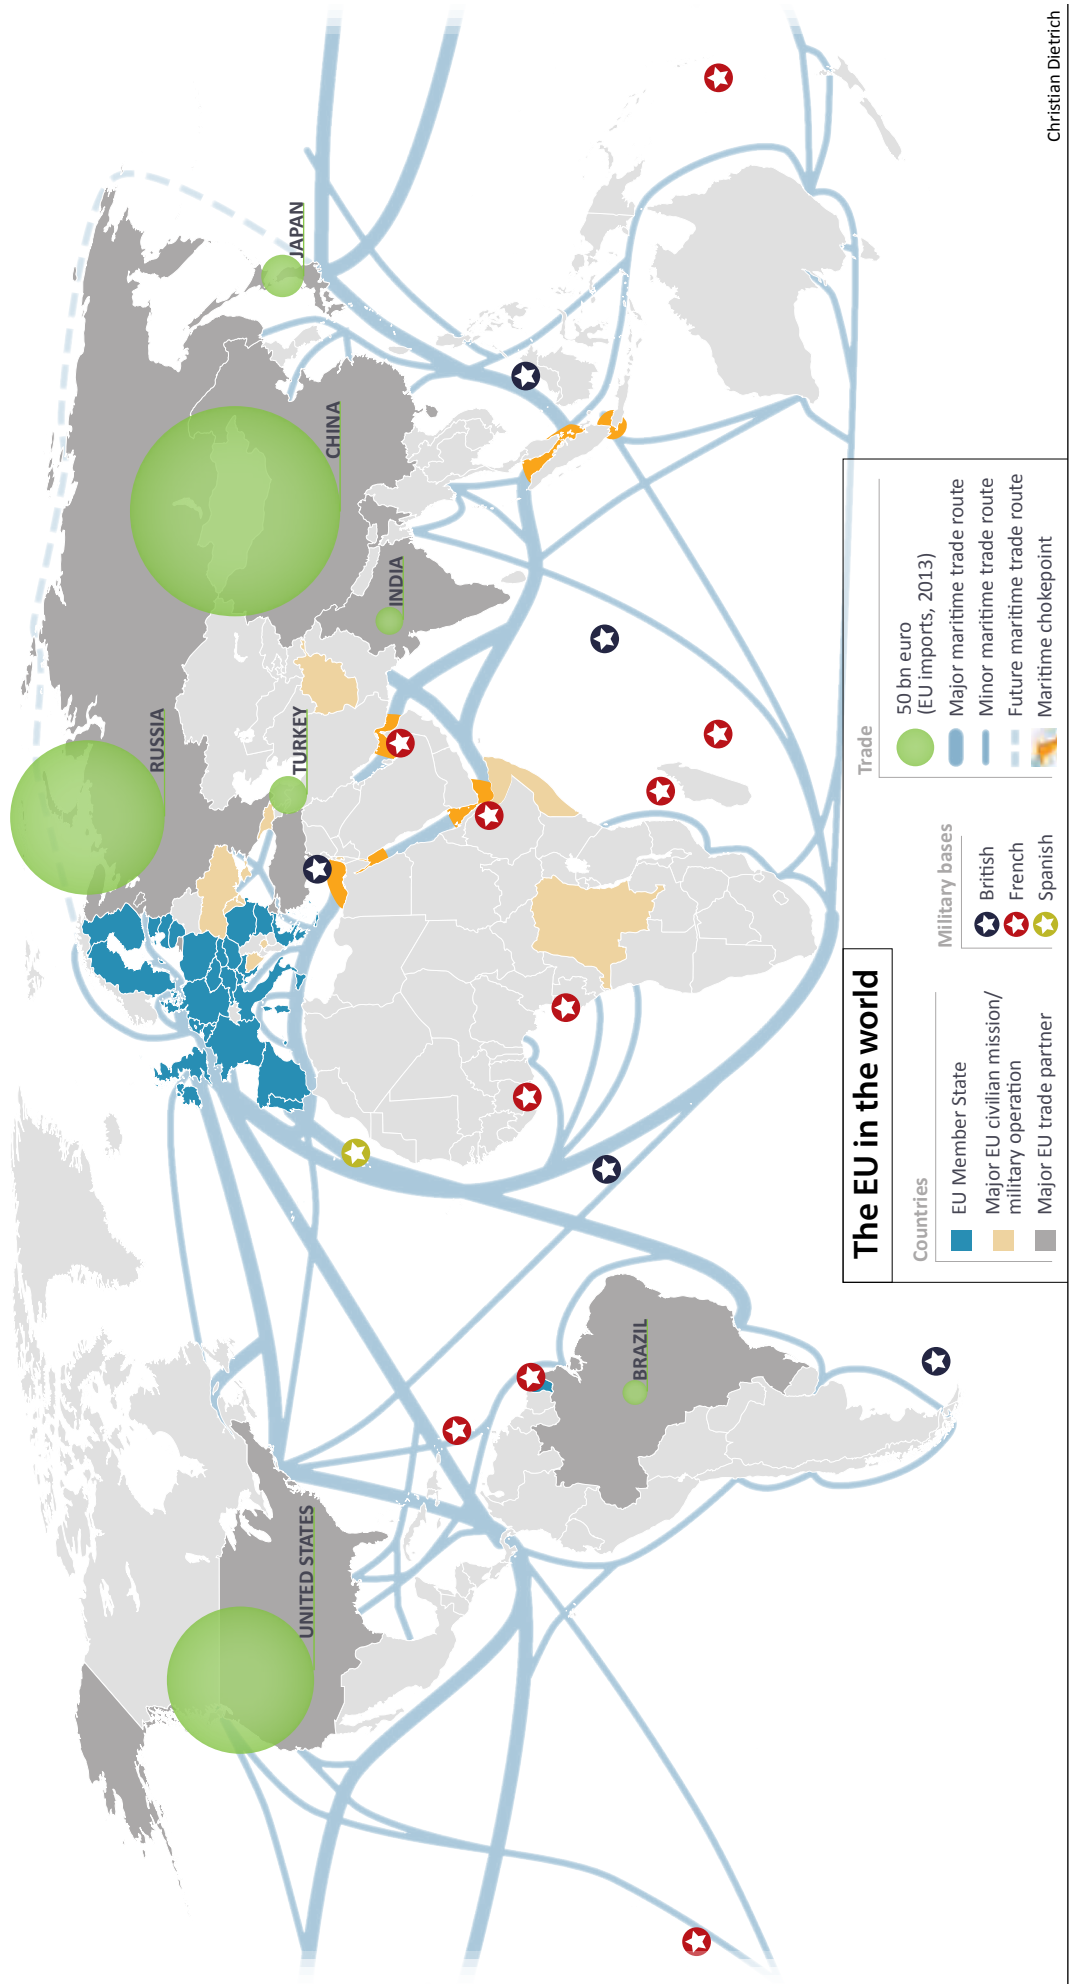 RUSSIA
JAPAN
CHINA
INDIA
TURKEY
UNITED STATES
BRAZIL
The EU in the world
Countries
EU Member State
Major EU civilian mission/
military operation
Major EU trade partner
Military bases
British
French
Spanish
Trade
50 bn euro
(EU imports, 2013)
Major maritime trade route
Minor maritime trade route
Future maritime trade route
Maritime chokepoint
Christian Dietrich